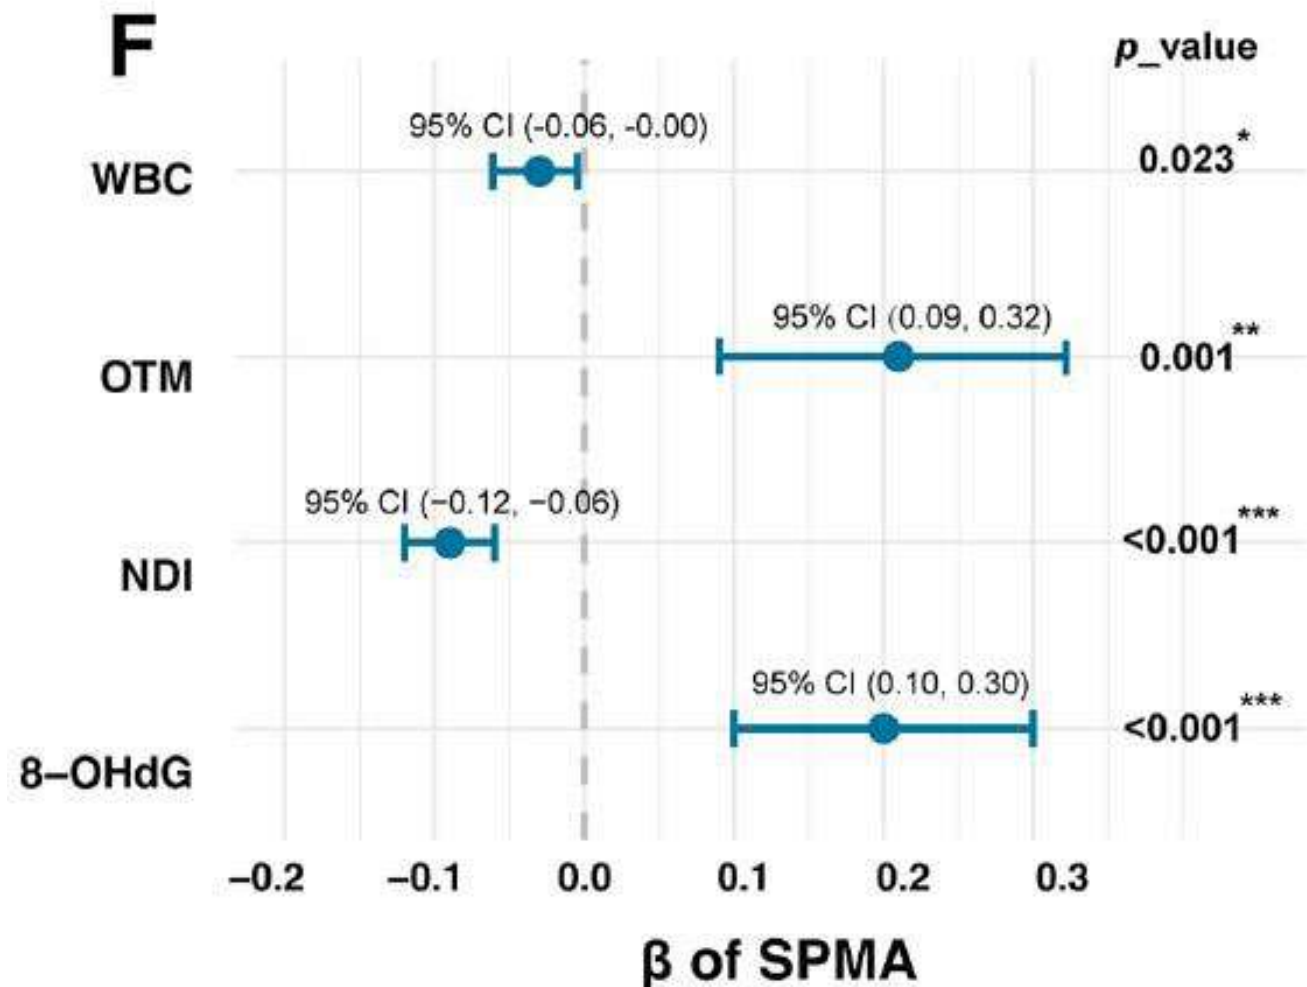 F
p_value
95% CI (-0.06, -0.00)
WBC
0.023*
95% CI (0.09, 0.32)
OTM
0.001**
95% CI (−0.12, −0.06)
NDI
<0.001***
95% CI (0.10, 0.30)
8–OHdG
<0.001***
−0.2 −0.1 0.0 0.1 0.2 0.3
β of SPMA